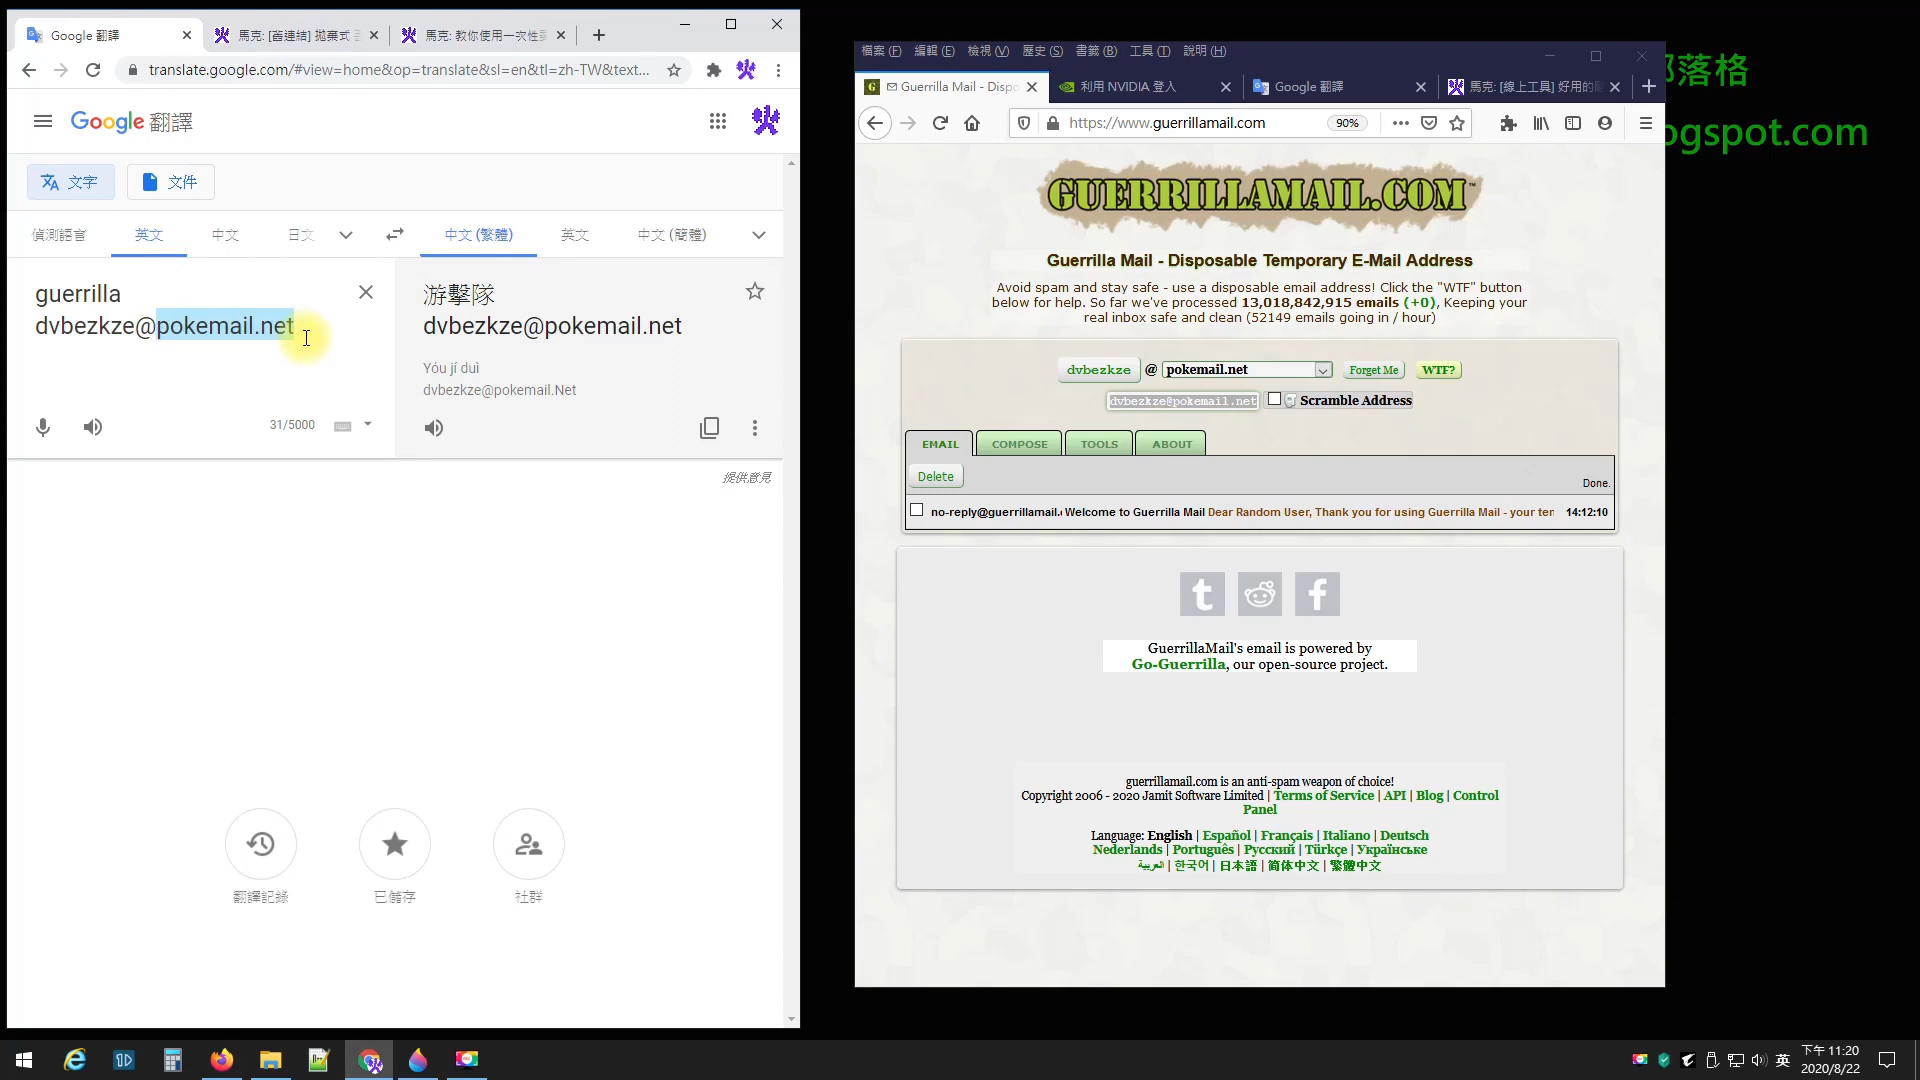 Google 翻譯
馬克: [舊連結] 拋棄式
馬克: 教你使用一次性
translate.google.com/#view=home&op=translate&sl=en&tl=zh-TW&text...
Google 翻譯
文字
文件
偵測語言
英文
中文
日文
中文 (繁體)
英文
中文 (簡體)
guerrilla
dvbezkze@pokemail.net
31/5000
游擊隊
dvbezkze@pokemail.net
Yóu jí duì
dvbezkze@pokemail.Net
提供意見
翻譯記錄
已儲存
社群
檔案 (F) 編輯 (E) 檢視 (V) 歷史 (S) 書籤 (B) 工具 (T) 說明 (H)
Guerrilla Mail - Dispo
利用 NVIDIA 登入
Google 翻譯
馬克: [線上工具] 好用的
https://www.guerrillamail.com
90%
GUERRILLAMAIL.COM™
Guerrilla Mail - Disposable Temporary E-Mail Address
Avoid spam and stay safe - use a disposable email address! Click the "WTF" button
below for help. So far we've processed 13,018,842,915 emails (+0), Keeping your
real inbox safe and clean (52149 emails going in / hour)
dvbezkze @ pokemail.net Forget Me WTF?
dvbezkze@pokemail.net Scramble Address
EMAIL COMPOSE TOOLS ABOUT
Delete
Done.
no-reply@guerrillamail. Welcome to Guerrilla Mail Dear Random User, Thank you for using Guerrilla Mail - your ten 14:12:10
GuerrillaMail's email is powered by
Go-Guerrilla, our open-source project.
guerrillamail.com is an anti-spam weapon of choice!
Copyright 2006 - 2020 Jamit Software Limited | Terms of Service | API | Blog | Control
Panel
Language: English | Español | Français | Italiano | Deutsch
Nederlands | Português | Русский | Türkçe | Українське
العربية | 한국어 | 日本語 | 简体中文 | 繁體中文
落格
ogspot.com
英
下午 11:20
2020/8/22